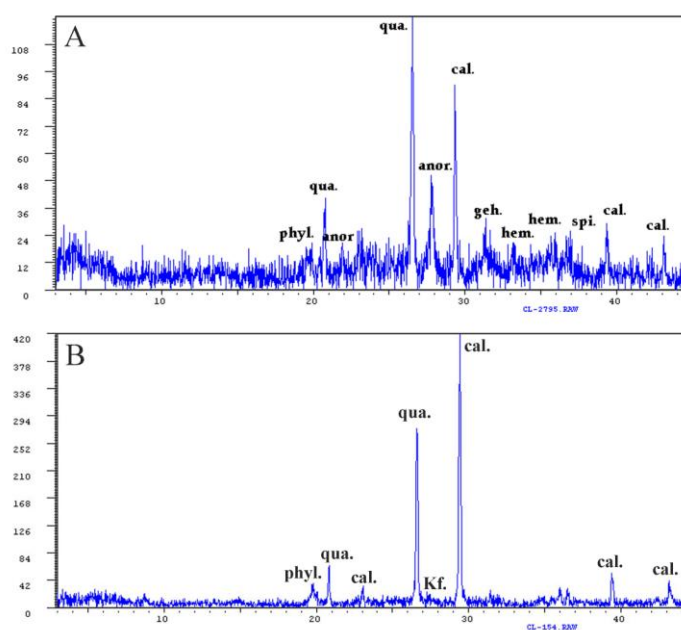 A
108
96
84
72
60
48
36
24
12
0
qua.
cal.
anor.
qua.
phyl.
anor
geh.
hem.
hem.
spi.
cal.
cal.
10
20
30
40
CL-2795.RAW
B
420
378
336
294
252
210
168
126
84
42
0
cal.
qua.
phyl.
qua.
cal.
Kf.
cal.
cal.
10
20
30
40
CL-154.RAW